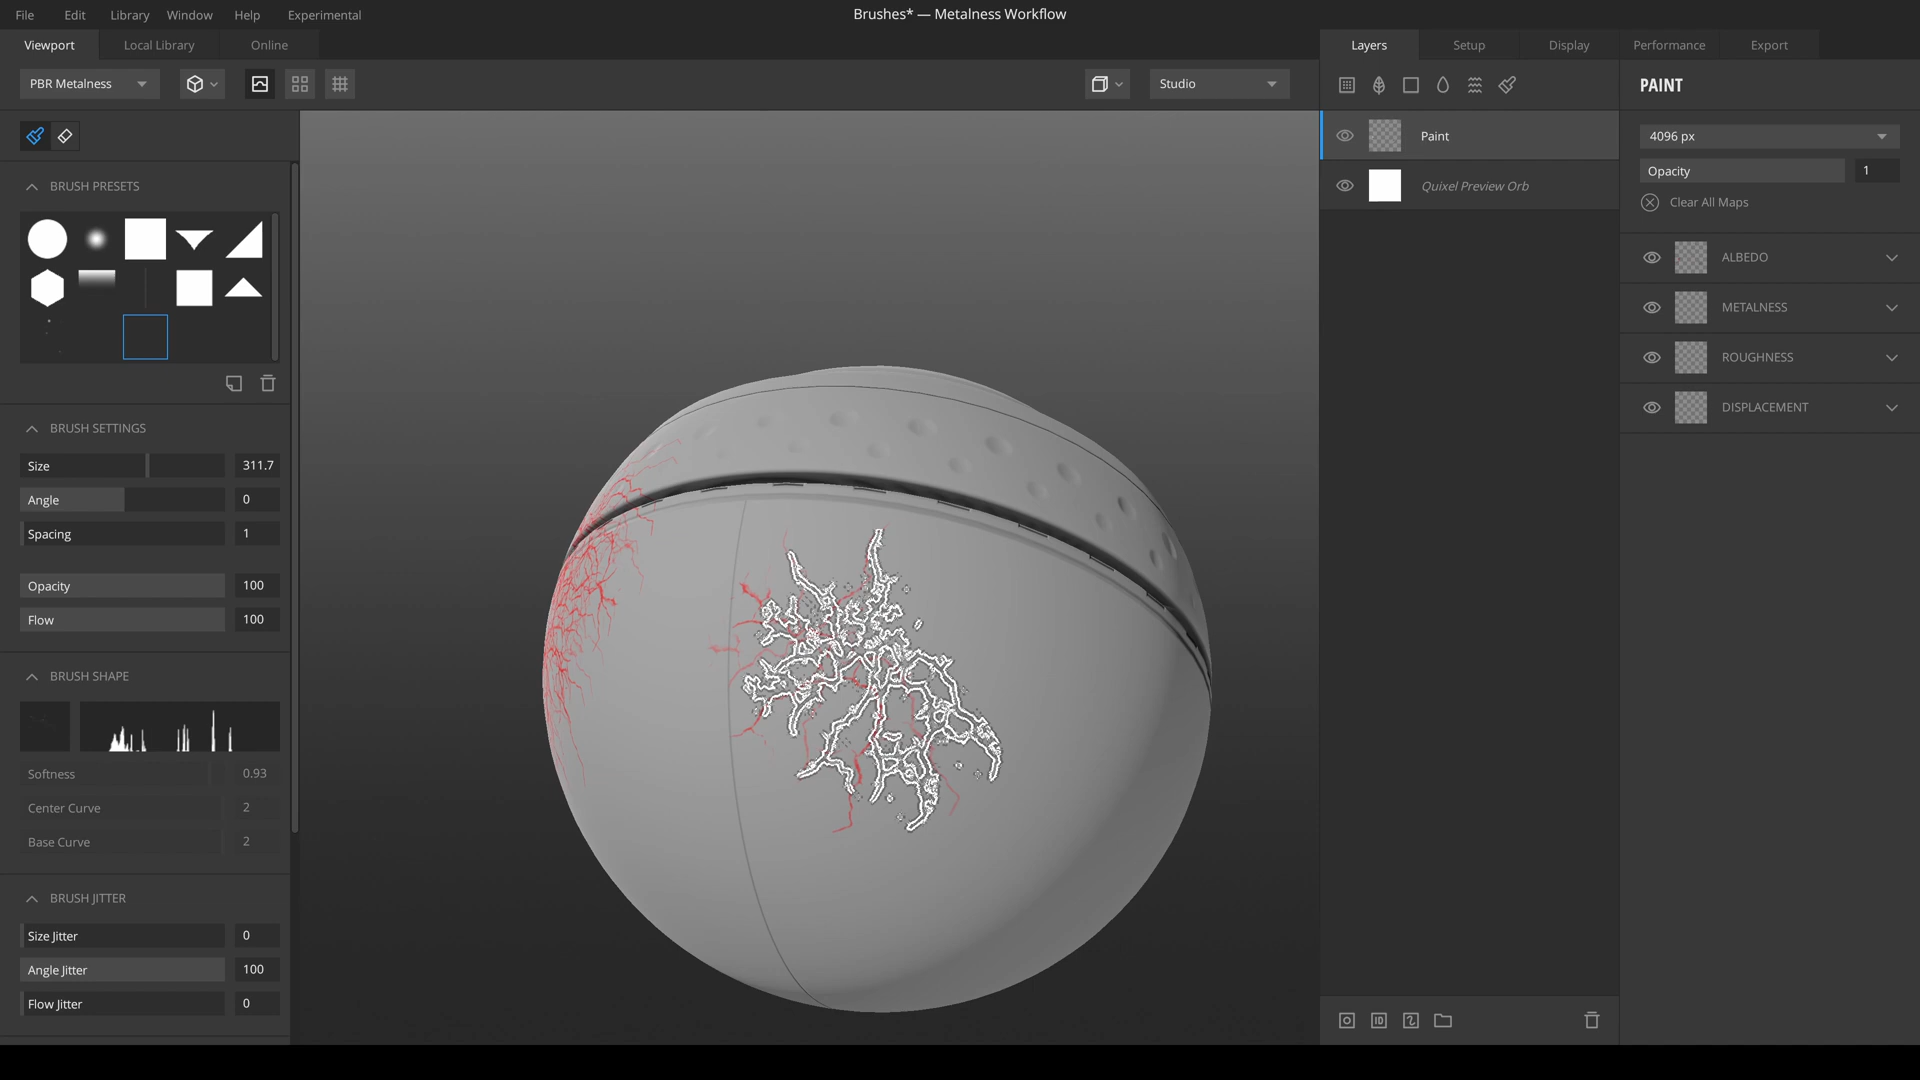 File Edit Library Window Help Experimental
Brushes* — Metalness Workflow
Viewport Local Library Online
Layers Setup Display Performance Export
PBR Metalness
Studio
PAINT
Paint
4096 px
Opacity 1
BRUSH PRESETS
Quixel Preview Orb
Clear All Maps
ALBEDO
METALNESS
ROUGHNESS
DISPLACEMENT
BRUSH SETTINGS
Size 311.7
Angle 0
Spacing 1
Opacity 100
Flow 100
BRUSH SHAPE
Softness 0.93
Center Curve 2
Base Curve 2
BRUSH JITTER
Size Jitter 0
Angle Jitter 100
Flow Jitter 0
ID